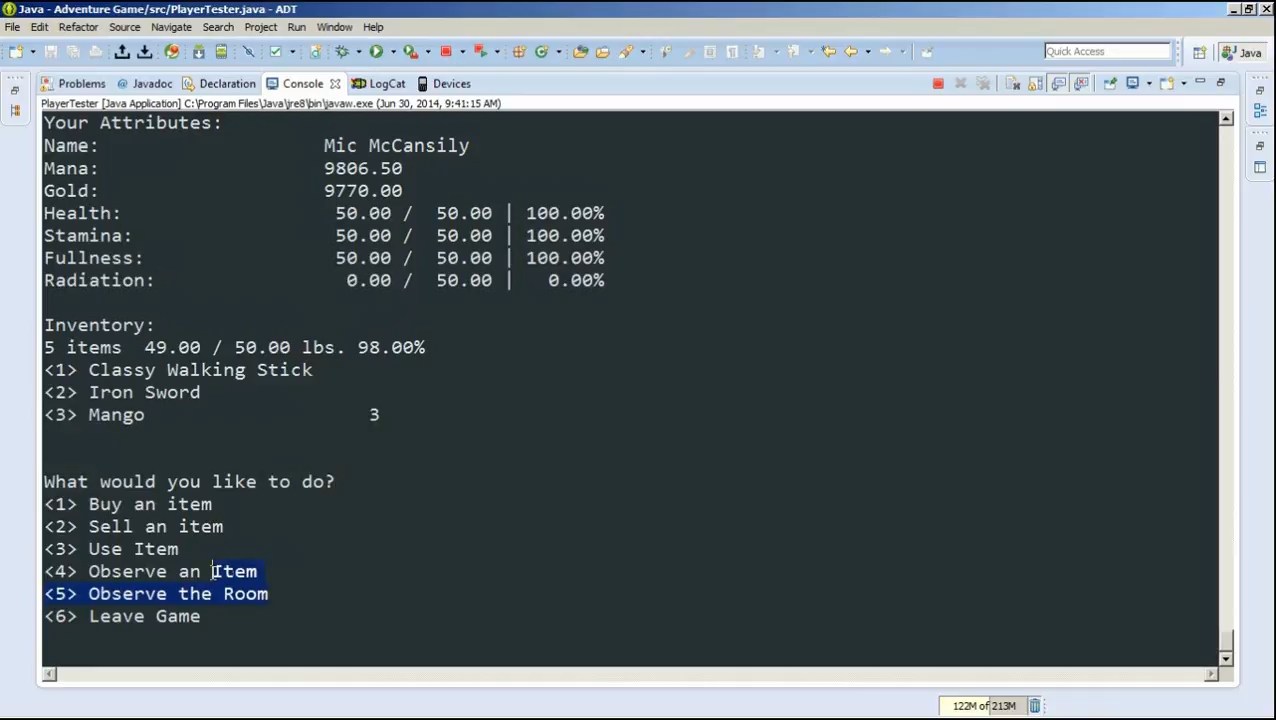 Java - Adventure Game/src/PlayerTester.java - ADT
File Edit Refactor Source Navigate Search Project Run Window Help
Quick Access
Java
Problems @ Javadoc Declaration Console LogCat Devices
PlayerTester [Java Application] C:\Program Files\Java\jre8\bin\javaw.exe (Jun 30, 2014, 9:41:15 AM)
Your Attributes:
Name: Mic McCansily
Mana: 9806.50
Gold: 9770.00
Health: 50.00 / 50.00 | 100.00%
Stamina: 50.00 / 50.00 | 100.00%
Fullness: 50.00 / 50.00 | 100.00%
Radiation: 0.00 / 50.00 | 0.00%
Inventory:
5 items 49.00 / 50.00 lbs. 98.00%
<1> Classy Walking Stick
<2> Iron Sword
<3> Mango 3
What would you like to do?
<1> Buy an item
<2> Sell an item
<3> Use Item
<4> Observe an Item
<5> Observe the Room
<6> Leave Game
122M of 213M